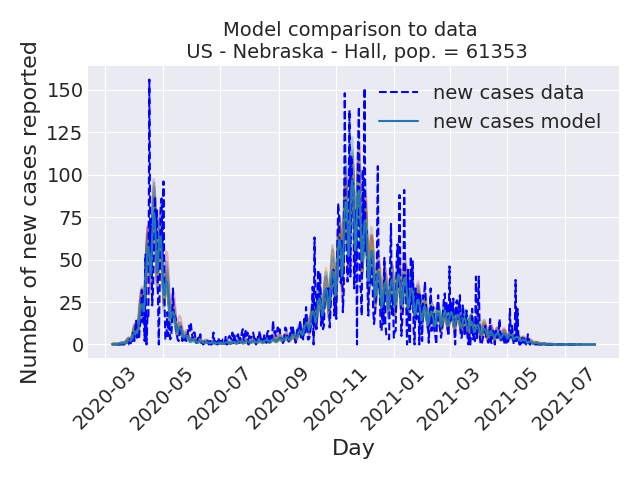 Model comparison to data
US - Nebraska - Hall, pop. = 61353
Number of new cases reported
150
125
100
75
50
25
0
new cases data
new cases model
2020-03
2020-05
2020-07
2020-09
2020-11
2021-01
2021-03
2021-05
2021-07
Day